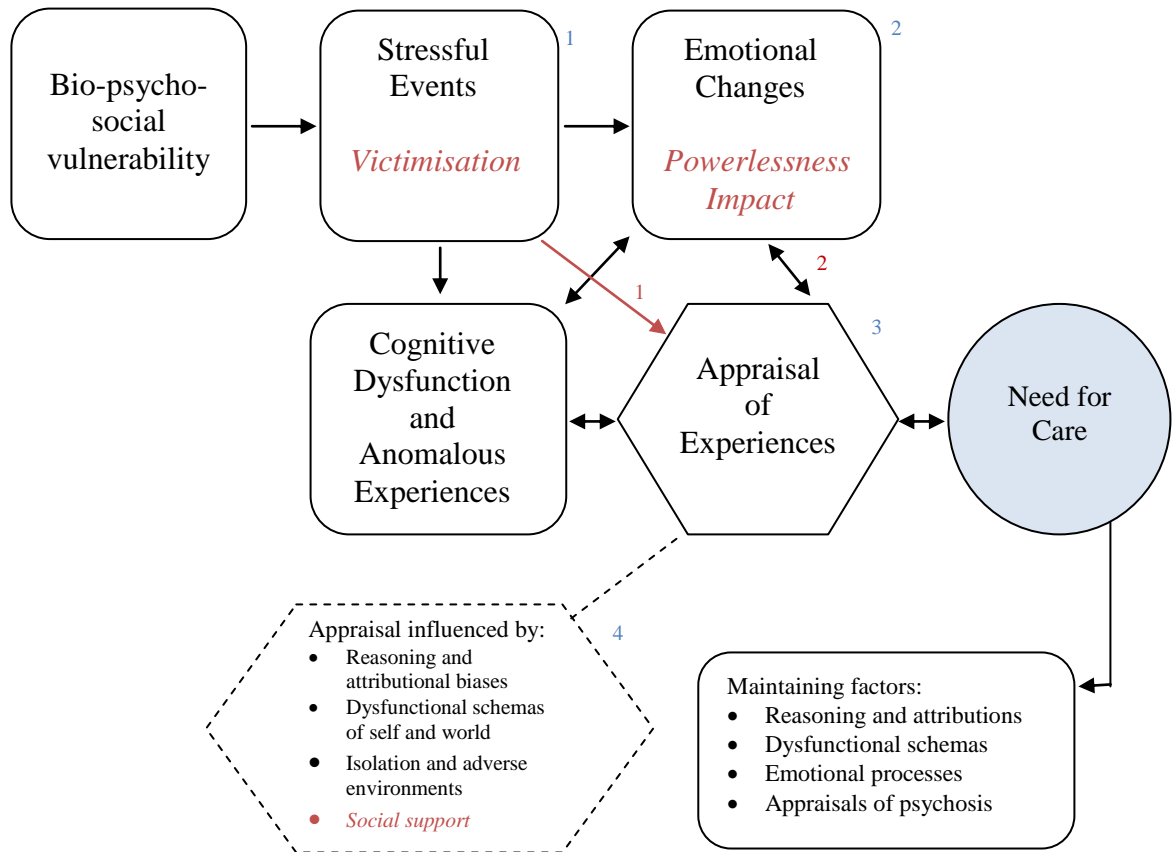 Bio-psycho-
social
vulnerability
Stressful
Events
Victimisation
1
Emotional
Changes
Powerlessness
Impact
2
1
2
Cognitive
Dysfunction
and
Anomalous
Experiences
Appraisal
of
Experiences
3
Need for
Care
Appraisal influenced by:
• Reasoning and
attributional biases
• Dysfunctional schemas
of self and world
• Isolation and adverse
environments
• Social support
4
Maintaining factors:
• Reasoning and attributions
• Dysfunctional schemas
• Emotional processes
• Appraisals of psychosis